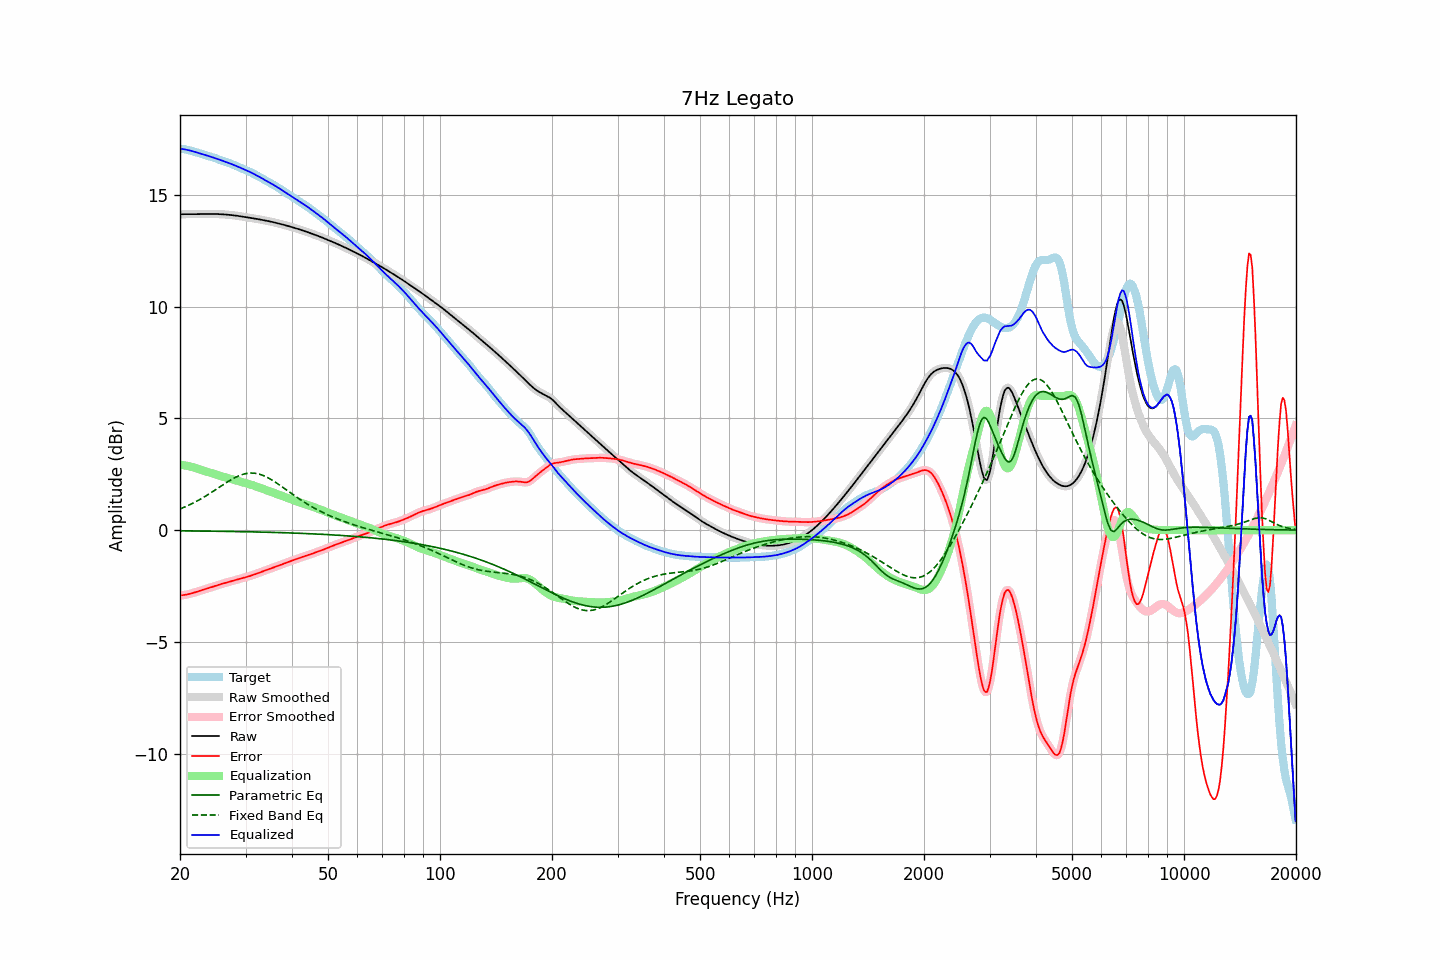 7Hz Legato
Amplitude (dBr)
15
10
5
0
−5
−10
Target
Raw Smoothed
Error Smoothed
Raw
Error
Equalization
Parametric Eq
Fixed Band Eq
Equalized
20 50 100 200 500 1000 2000 5000 10000 20000
Frequency (Hz)